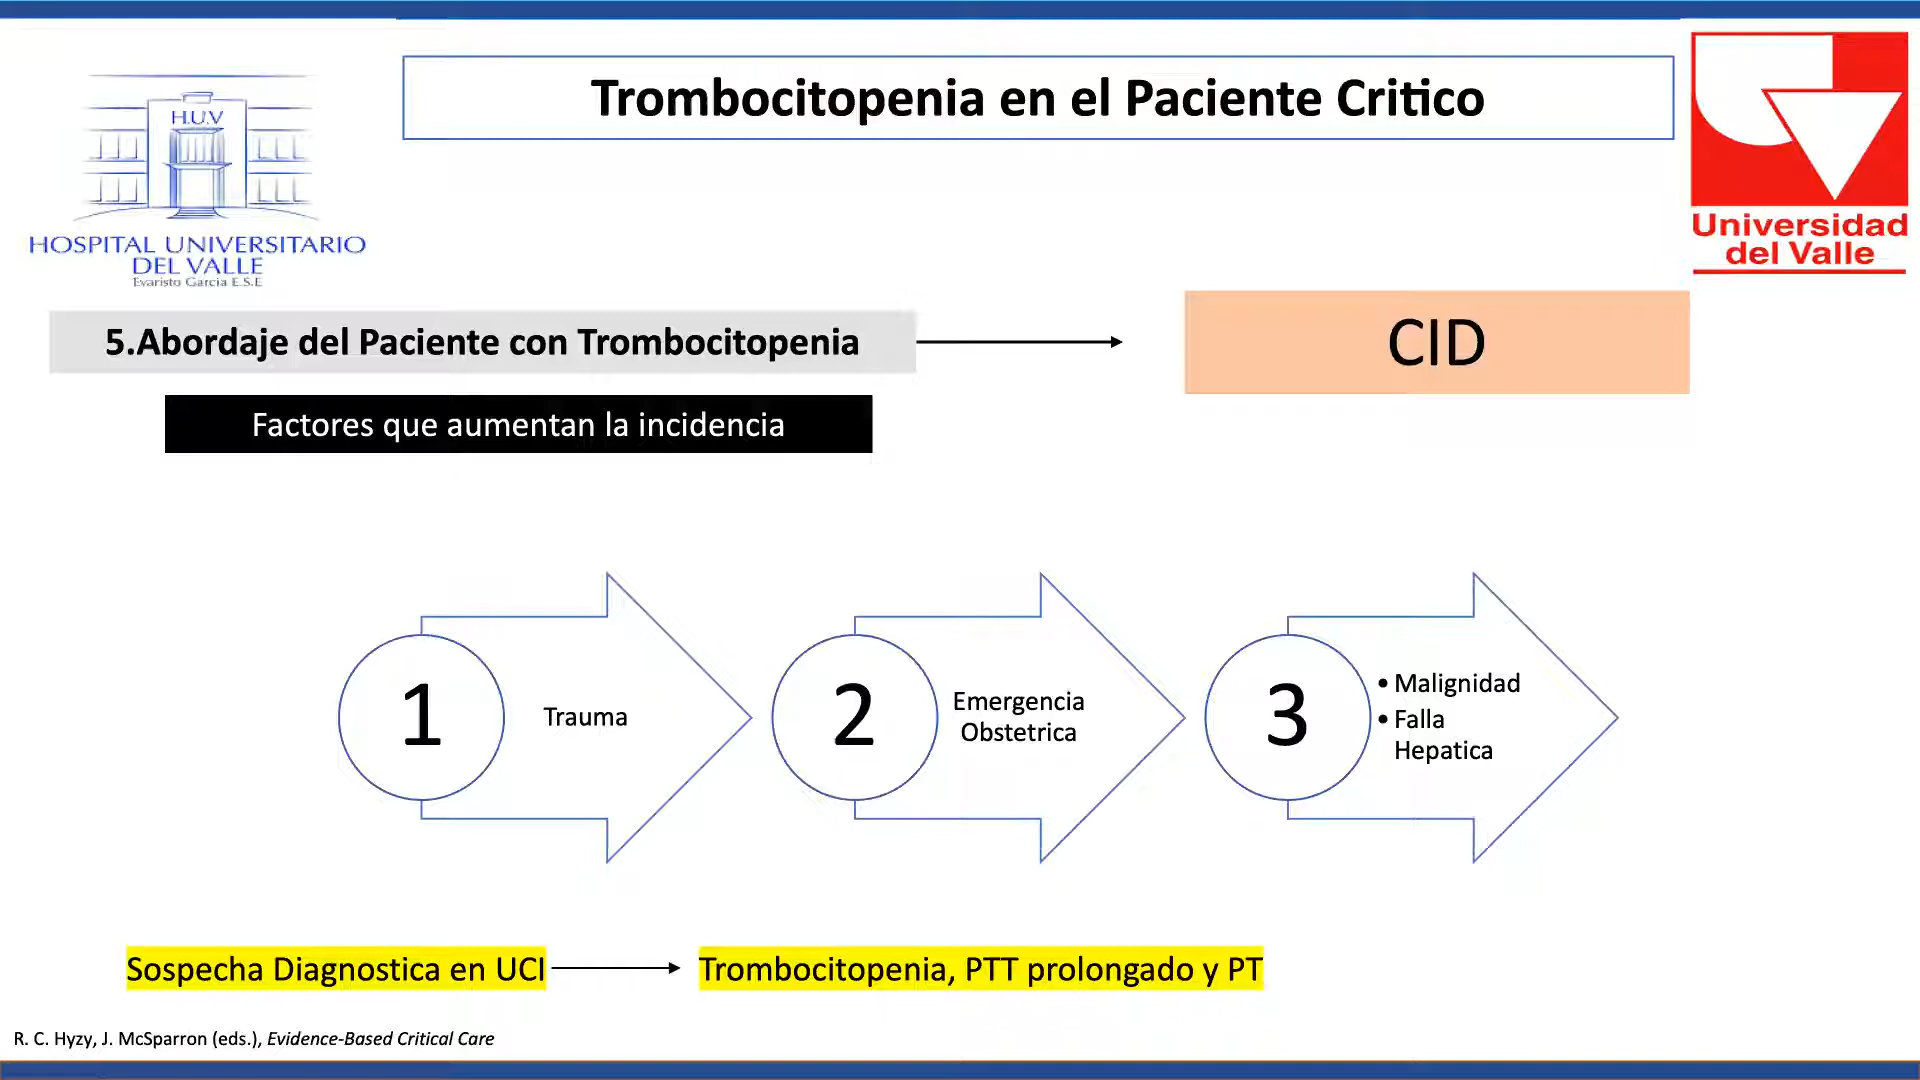 Trombocitopenia en el Paciente Critico
H.U.V
HOSPITAL UNIVERSITARIO
DEL VALLE
Evaristo Garcia E.S.E
Universidad
del Valle
5.Abordaje del Paciente con Trombocitopenia
CID
Factores que aumentan la incidencia
1
Trauma
2
Emergencia
Obstetrica
3
• Malignidad
• Falla
Hepatica
Sospecha Diagnostica en UCI
Trombocitopenia, PTT prolongado y PT
R. C. Hyzy, J. McSparron (eds.), Evidence-Based Critical Care